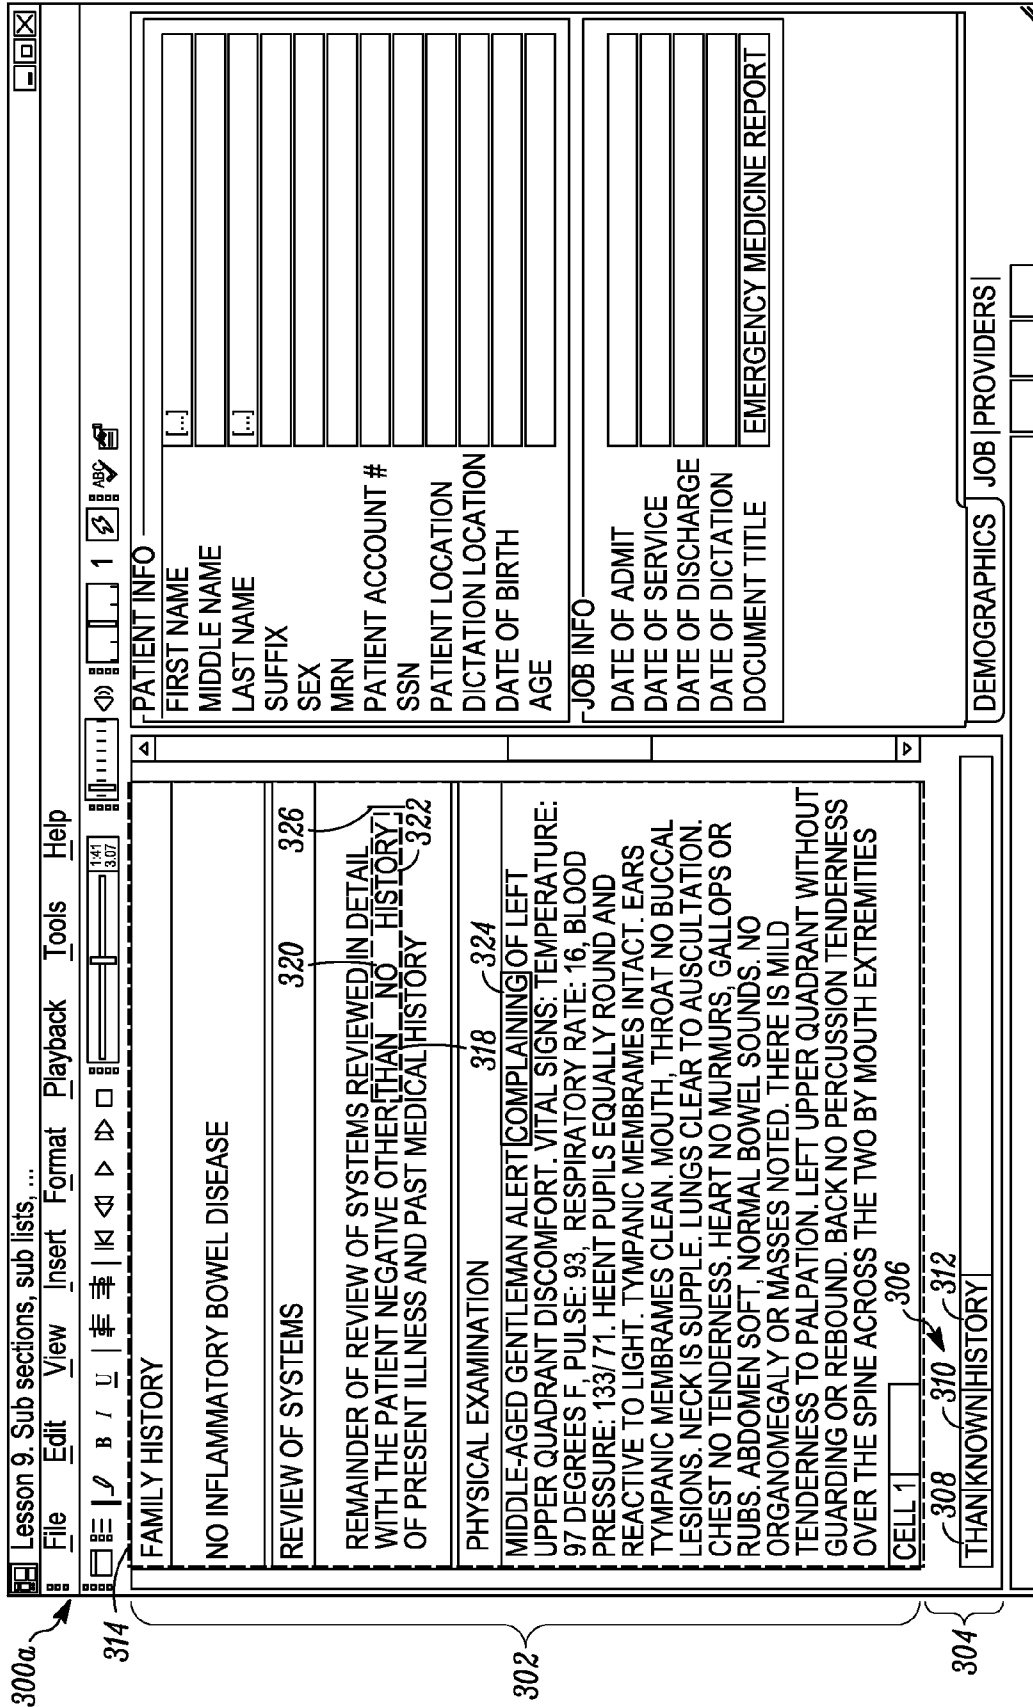 300a
Lesson 9. Sub sections, sub lists, ...
File Edit View Insert Format Playback Tools Help
B I U 1:41 3.07 1 ABC
314
FAMILY HISTORY
NO INFLAMMATORY BOWEL DISEASE
REVIEW OF SYSTEMS
320
326
REMAINDER OF REVIEW OF SYSTEMS REVIEWED IN DETAIL
WITH THE PATIENT NEGATIVE OTHER THAN NO HISTORY
OF PRESENT ILLNESS AND PAST MEDICAL HISTORY
322
318
324
PHYSICAL EXAMINATION
MIDDLE-AGED GENTLEMAN ALERT COMPLAINING OF LEFT
UPPER QUADRANT DISCOMFORT. VITAL SIGNS: TEMPERATURE:
97 DEGREES F, PULSE: 93, RESPIRATORY RATE: 16, BLOOD
PRESSURE: 133/71. HEENT PUPILS EQUALLY ROUND AND
REACTIVE TO LIGHT. TYMPANIC MEMBRAMES INTACT. EARS
TYMPANIC MEMBRAMES CLEAN. MOUTH, THROAT NO BUCCAL
LESIONS. NECK IS SUPPLE. LUNGS CLEAR TO AUSCULTATION.
CHEST NO TENDERNESS. HEART NO MURMURS, GALLOPS OR
RUBS. ABDOMEN SOFT, NORMAL BOWEL SOUNDS. NO
ORGANOMEGALY OR MASSES NOTED. THERE IS MILD
TENDERNESS TO PALPATION. LEFT UPPER QUADRANT WITHOUT
GUARDING OR REBOUND. BACK NO PERCUSSION TENDERNESS
OVER THE SPINE ACROSS THE TWO BY MOUTH EXTREMITIES
CELL 1
302
306
308 310 312
THAN KNOWN HISTORY
304
PATIENT INFO
FIRST NAME [...]
MIDDLE NAME
LAST NAME [...]
SUFFIX
SEX
MRN
PATIENT ACCOUNT #
SSN
PATIENT LOCATION
DICTATION LOCATION
DATE OF BIRTH
AGE
JOB INFO
DATE OF ADMIT
DATE OF SERVICE
DATE OF DISCHARGE
DATE OF DICTATION
DOCUMENT TITLE EMERGENCY MEDICINE REPORT
DEMOGRAPHICS JOB PROVIDERS